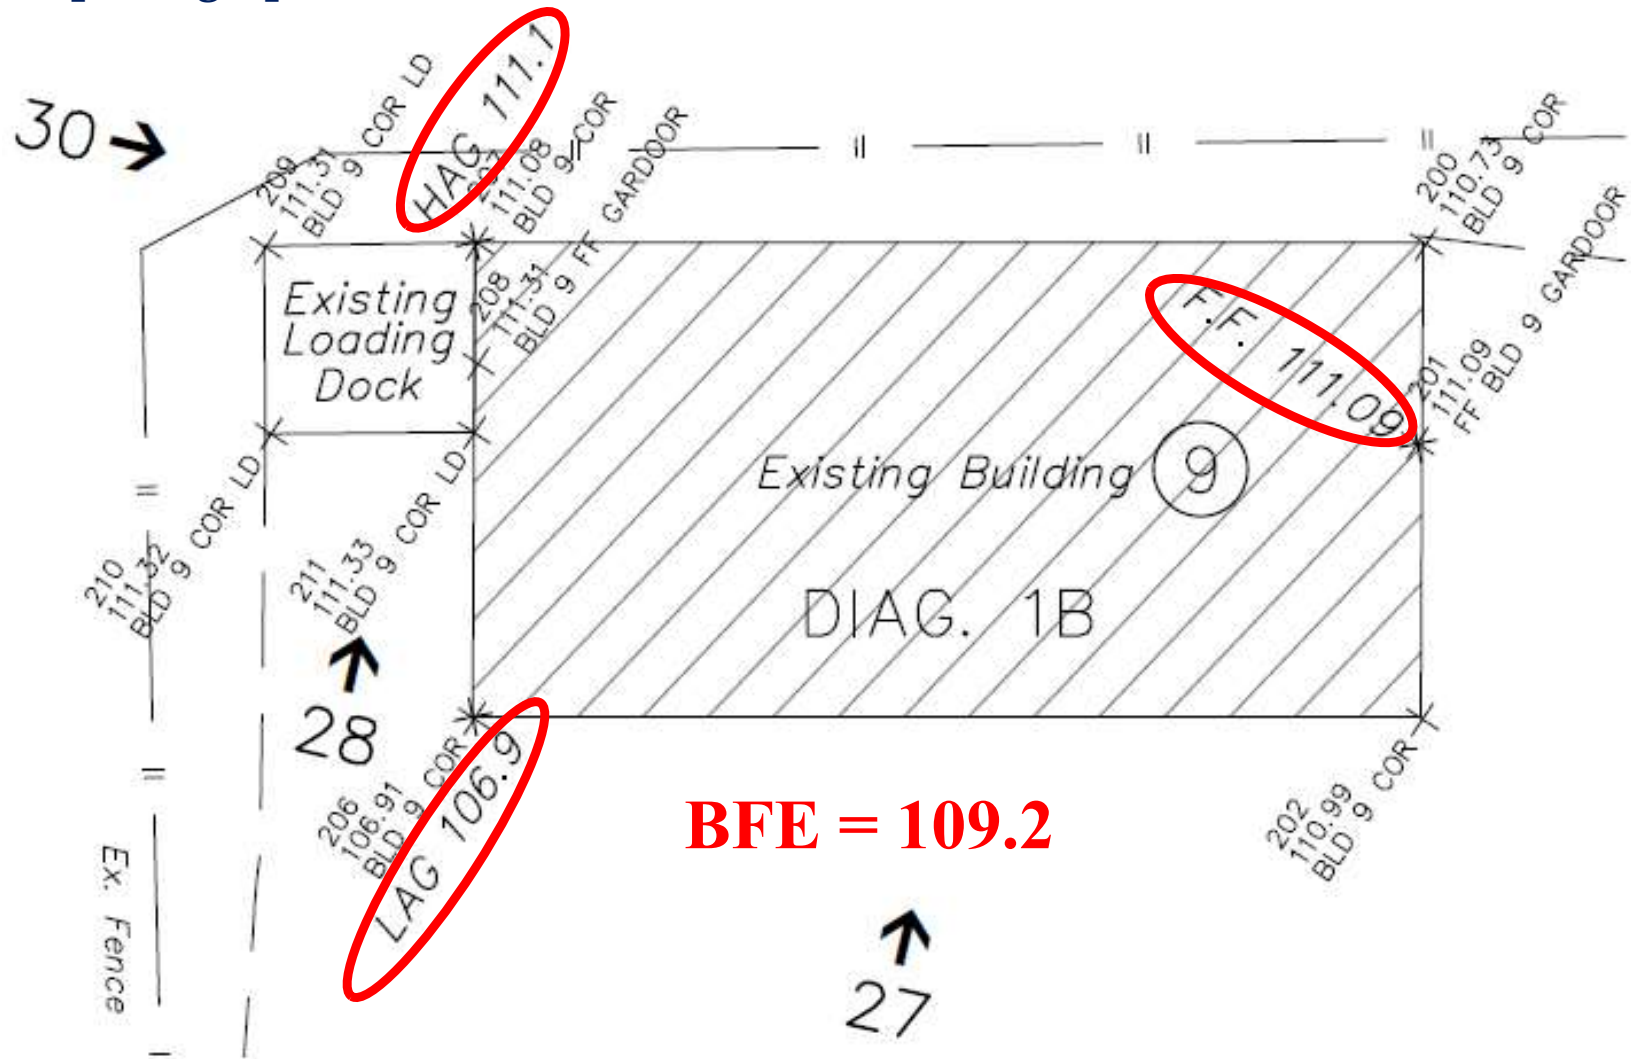 30
209
111.31
BLD 9 COR LD
HAG 111.1
207
111.08
BLD 9 COR
208
111.31
BLD 9 FF GARDOOR
200
110.73
BLD 9 COR
Existing
Loading
Dock
F.F. 111.09
201
111.09
FF BLD 9 GARDOOR
Existing Building 9
DIAG. 1B
210
111.32
BLD 9 COR LD
211
111.33
BLD 9 COR LD
28
206
106.91
BLD 9 COR
LAG 106.9
BFE = 109.2
202
110.99
BLD 9 COR
Ex. Fence
27